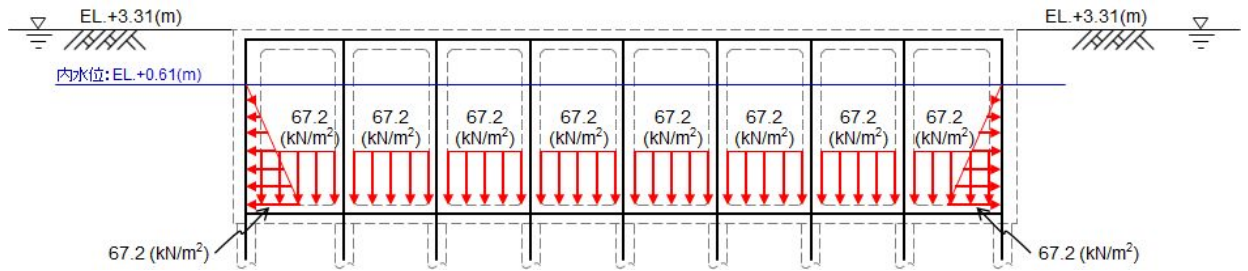 EL.+3.31(m)
EL.+3.31(m)
内水位:EL.+0.61(m)
67.2 67.2 67.2 67.2 67.2 67.2 67.2 67.2
(kN/m²) (kN/m²) (kN/m²) (kN/m²) (kN/m²) (kN/m²) (kN/m²) (kN/m²)
67.2 (kN/m²)
67.2 (kN/m²)